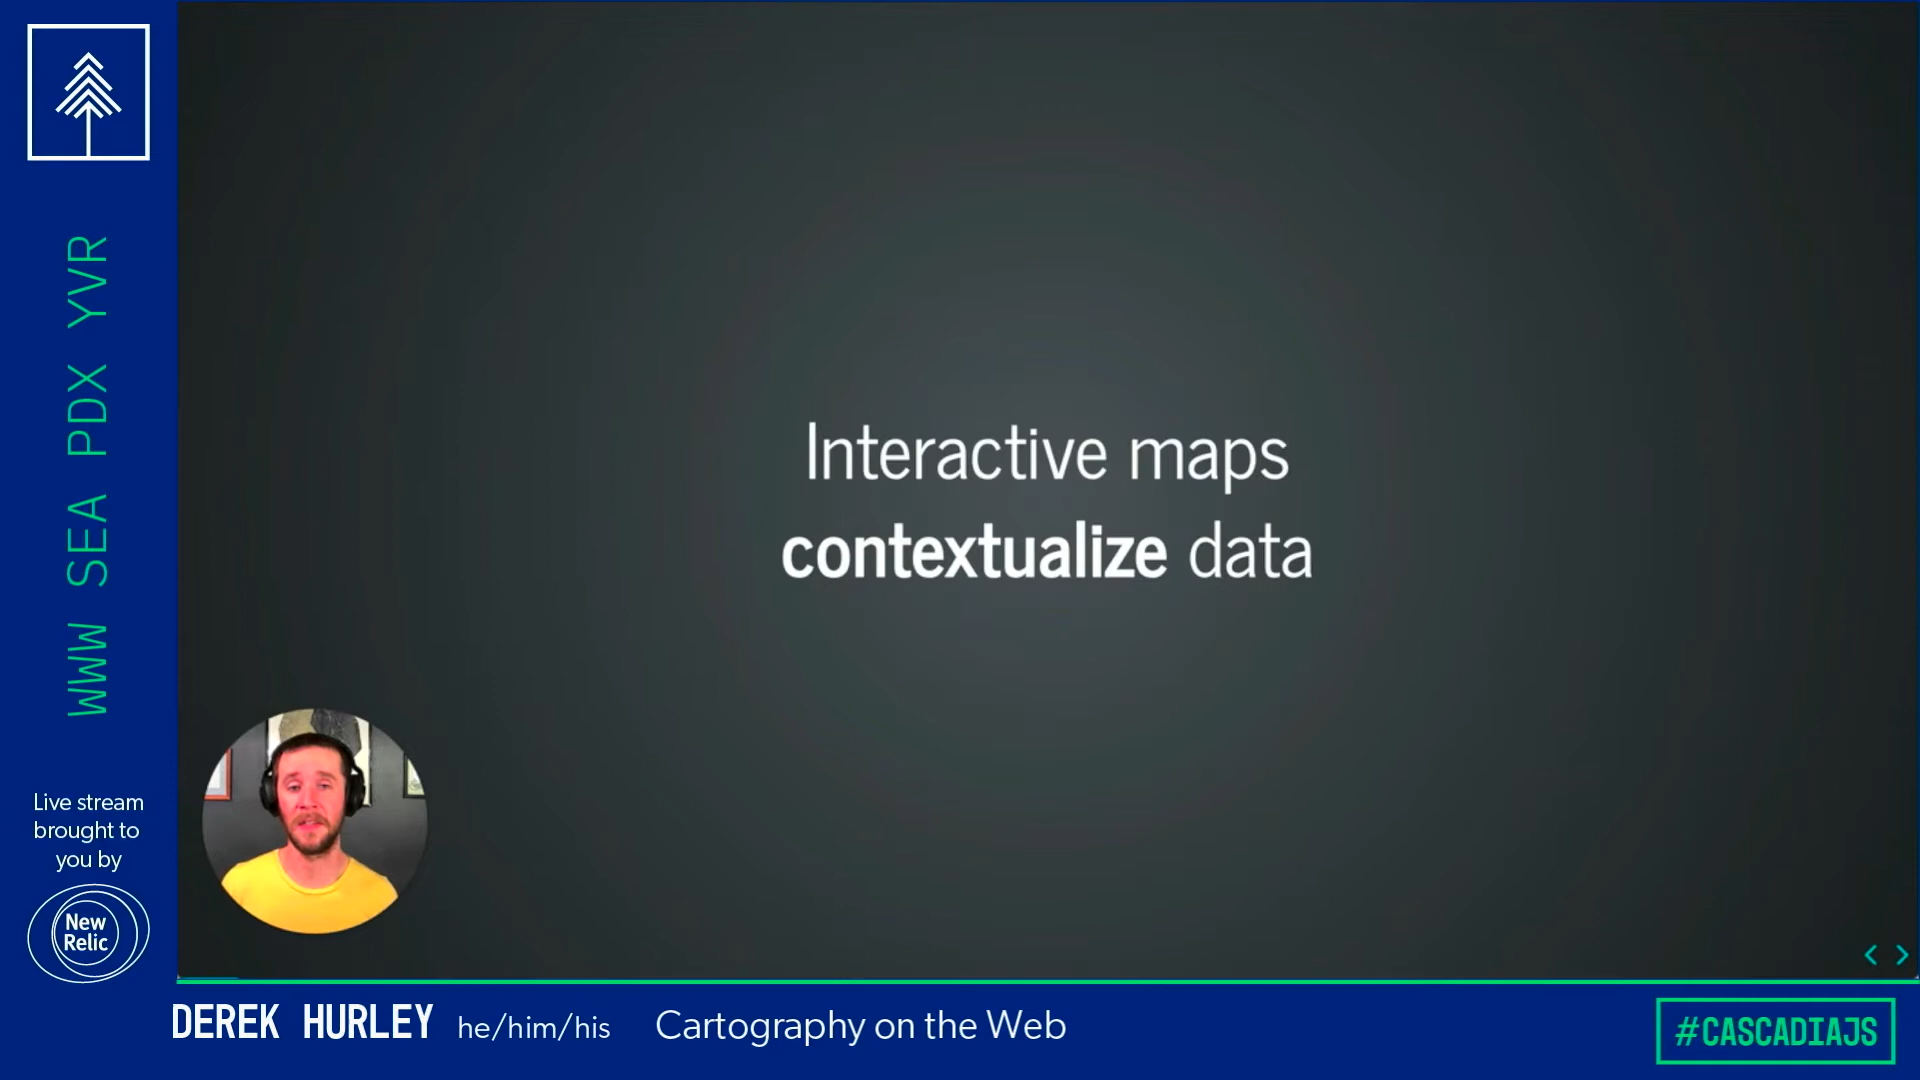 WWW SEA PDX YVR
Live stream
brought to
you by
New
Relic
Interactive maps
contextualize data
DEREK HURLEY he/him/his Cartography on the Web
#CASCADIAJS